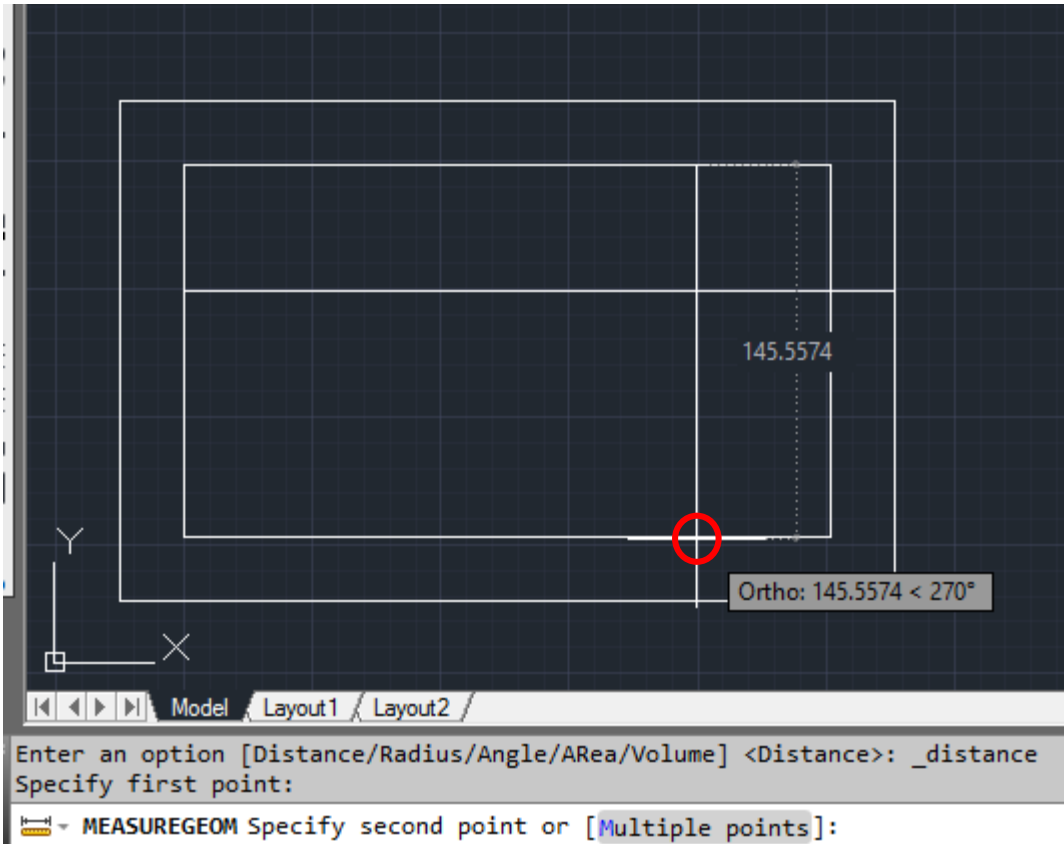 145.5574
Y
Ortho: 145.5574 < 270°
X
Model Layout1 Layout2
Enter an option [Distance/Radius/Angle/ARea/Volume] <Distance>: _distance
Specify first point:
MEASUREGEOM Specify second point or [Multiple points]: